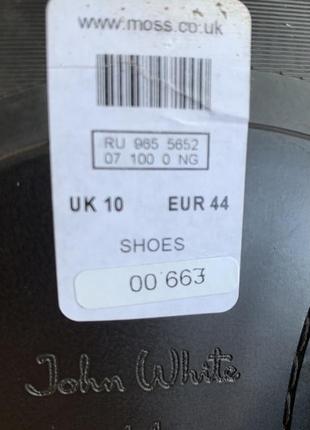 www.moss.co.uk
RU 965 5652
07 100 0 NG
UK 10 EUR 44
SHOES
00 663
John White